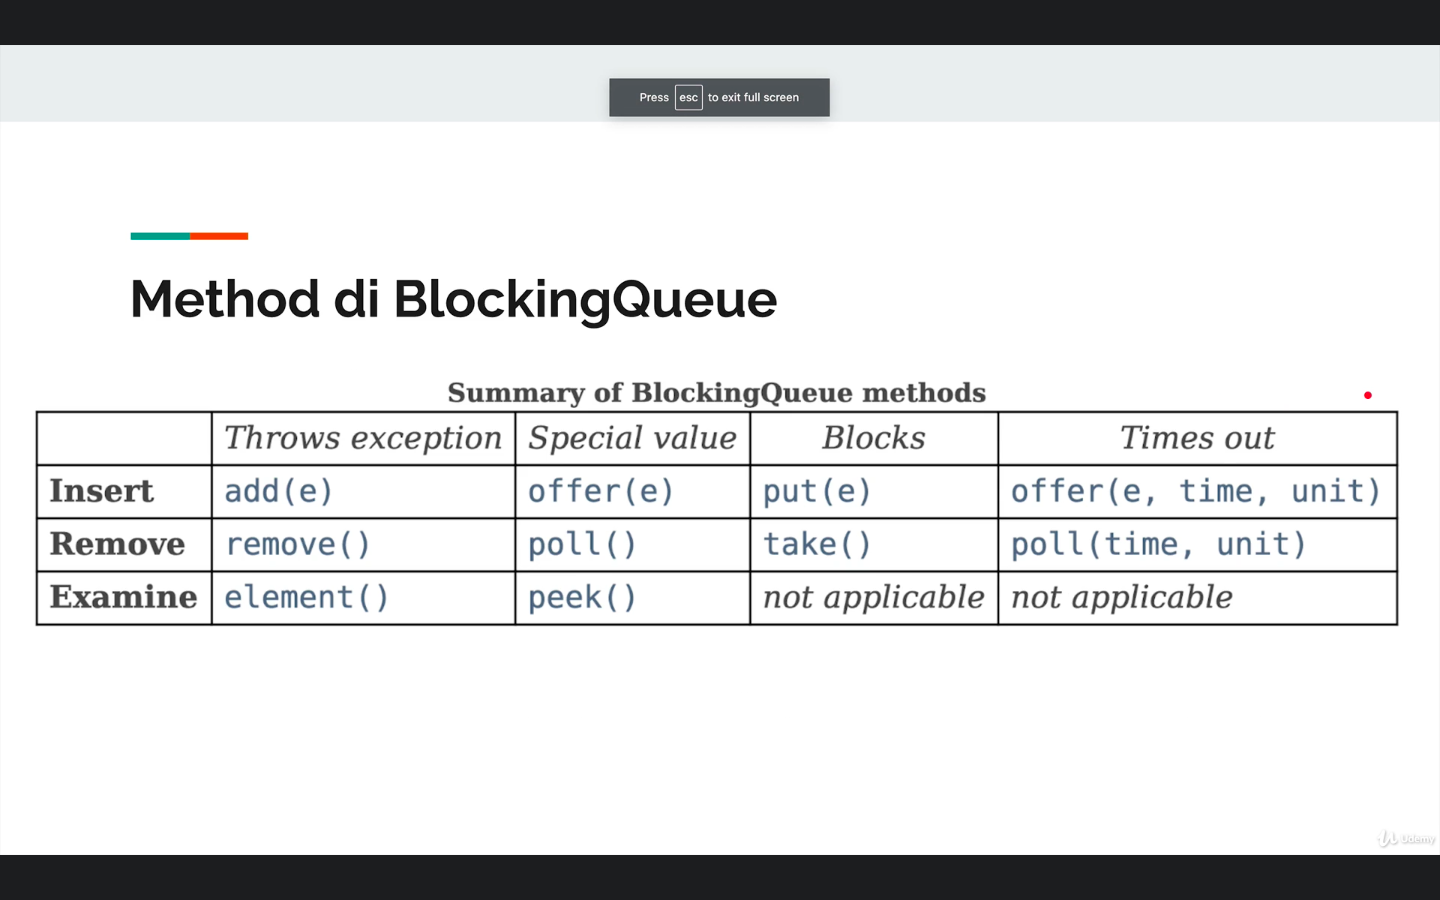 Press esc to exit full screen
Method di BlockingQueue
Summary of BlockingQueue methods
Throws exception Special value Blocks Times out
Insert add(e) offer(e) put(e) offer(e, time, unit)
Remove remove() poll() take() poll(time, unit)
Examine element() peek() not applicable not applicable
Udemy